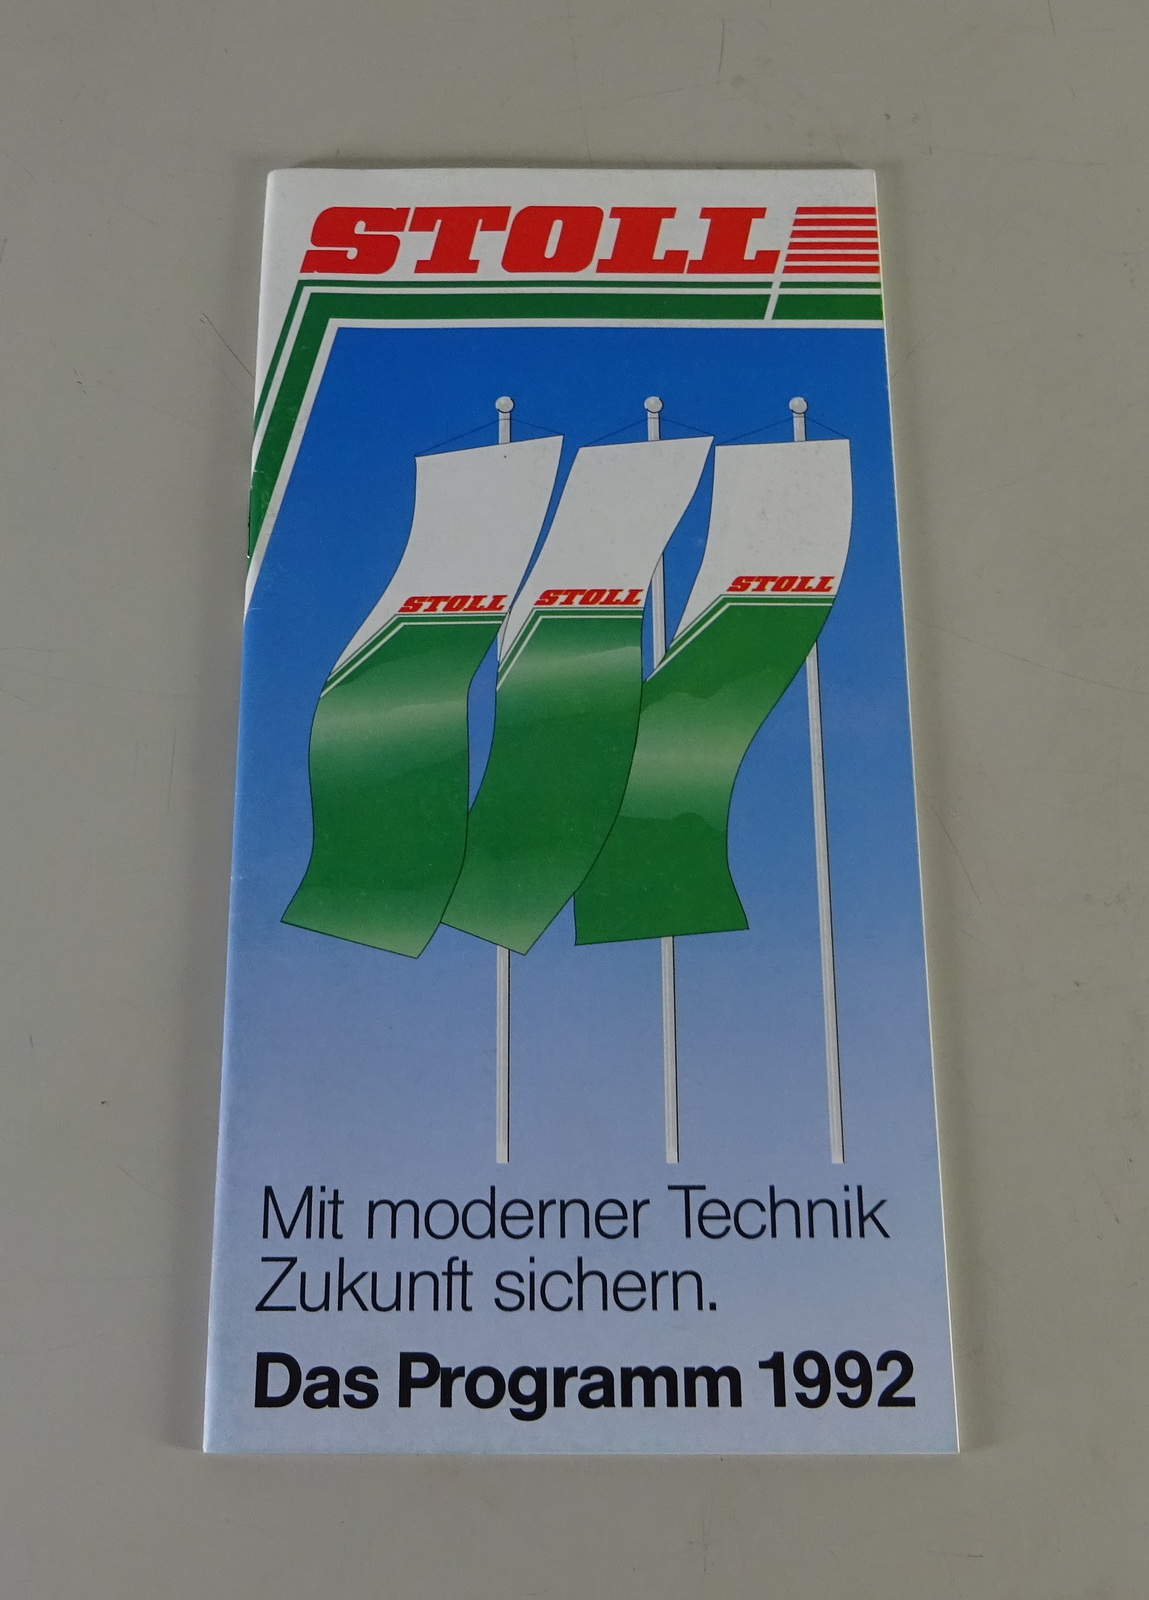 STOLL
STOLL
STOLL
STOLL
Mit moderner Technik
Zukunft sichern.
Das Programm 1992